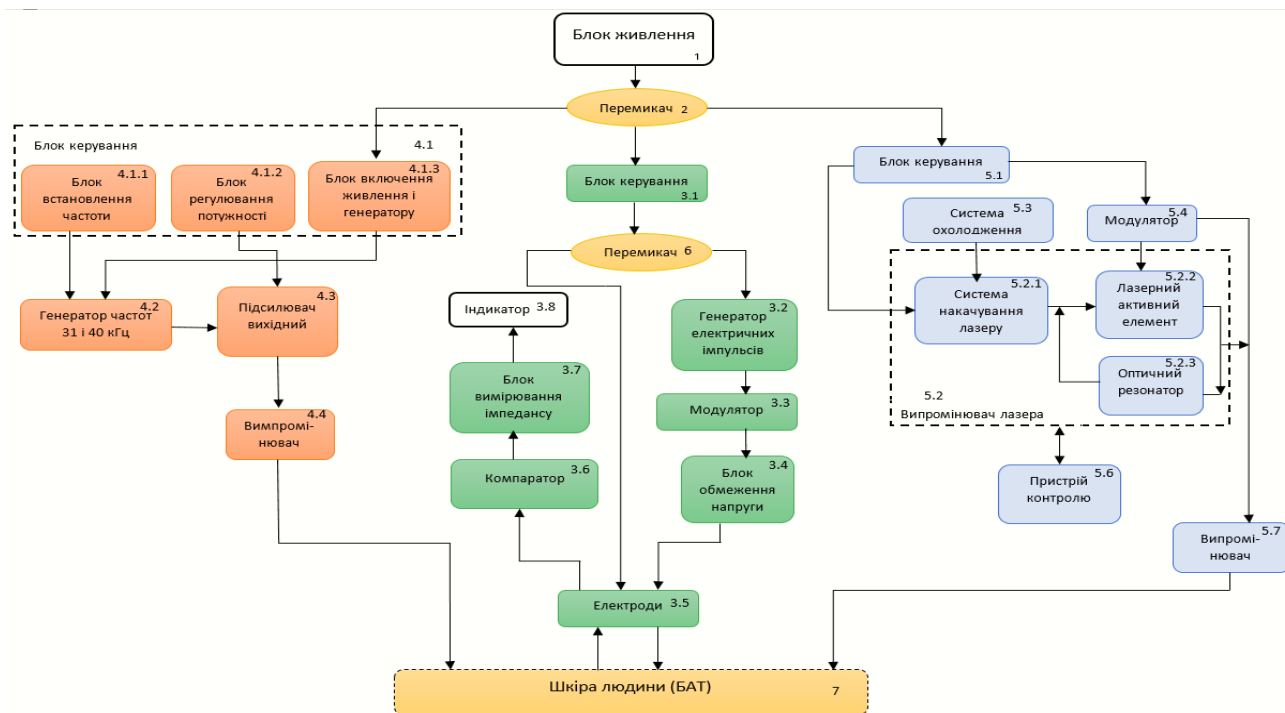 Блок живлення
1
Перемикач 2
Блок керування 4.1
4.1.1
Блок
встановлення
частоти
4.1.2
Блок
регулювання
потужності
4.1.3
Блок включення
живлення і
генератору
Блок керування
3.1
Блок керування
5.1
5.3
Система
охолодження
5.4
Модулятор
Перемикач 6
4.2
Генератор частот
31 і 40 кГц
4.3
Підсилювач
вихідний
4.4
Вимпромі-
нювач
Індикатор 3.8
3.7
Блок
вимірювання
імпедансу
3.6
Компаратор
3.2
Генератор
електричних
імпульсів
3.3
Модулятор
3.4
Блок
обмеження
напруги
5.2.1
Система
накачування
лазеру
5.2.2
Лазерний
активний
елемент
5.2.3
Оптичний
резонатор
5.2
Випромінювач лазера
5.6
Пристрій
контролю
5.7
Випромі-
нювач
Електроди 3.5
Шкіра людини (БАТ) 7